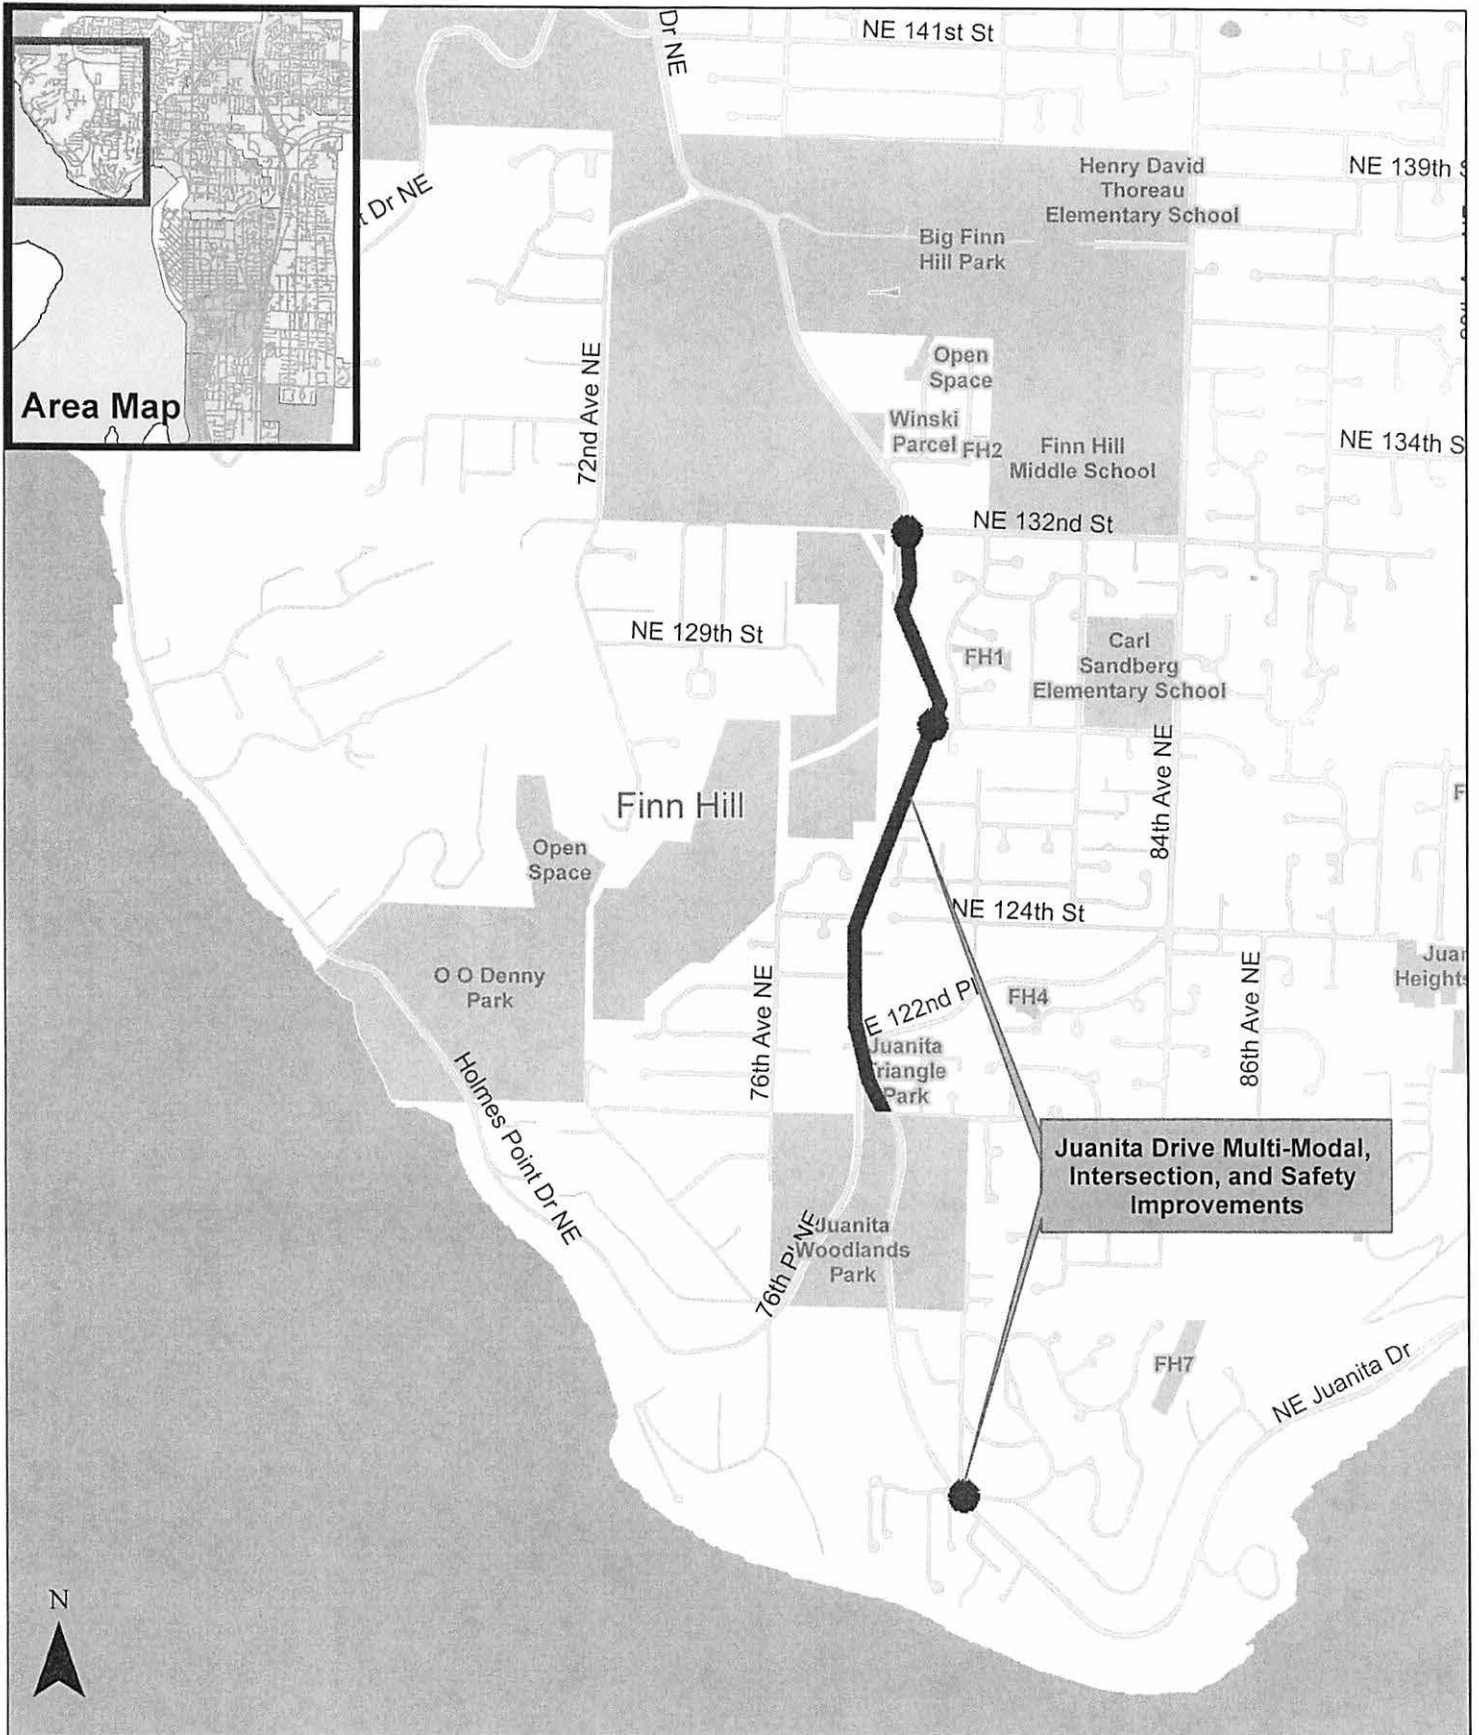 Dr NE
NE 141st St
Henry David
Thoreau
Elementary School
NE 139th S
t Dr NE
Big Finn
Hill Park
Area Map
72nd Ave NE
Open
Space
Winski
Parcel
FH2
Finn Hill
Middle School
NE 134th S
NE 132nd St
NE 129th St
FH1
Carl
Sandberg
Elementary School
84th Ave NE
Finn Hill
F
Open
Space
NE 124th St
O O Denny
Park
76th Ave NE
E 122nd Pl
FH4
86th Ave NE
Juan
Heights
Juanita
Triangle
Park
Holmes Point Dr NE
Juanita Drive Multi-Modal,
Intersection, and Safety
Improvements
76th Pl NE
Juanita
Woodlands
Park
FH7
NE Juanita Dr
N